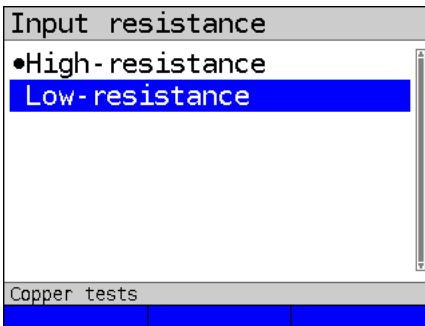 Input resistance
•High-resistance
Low-resistance
Copper tests